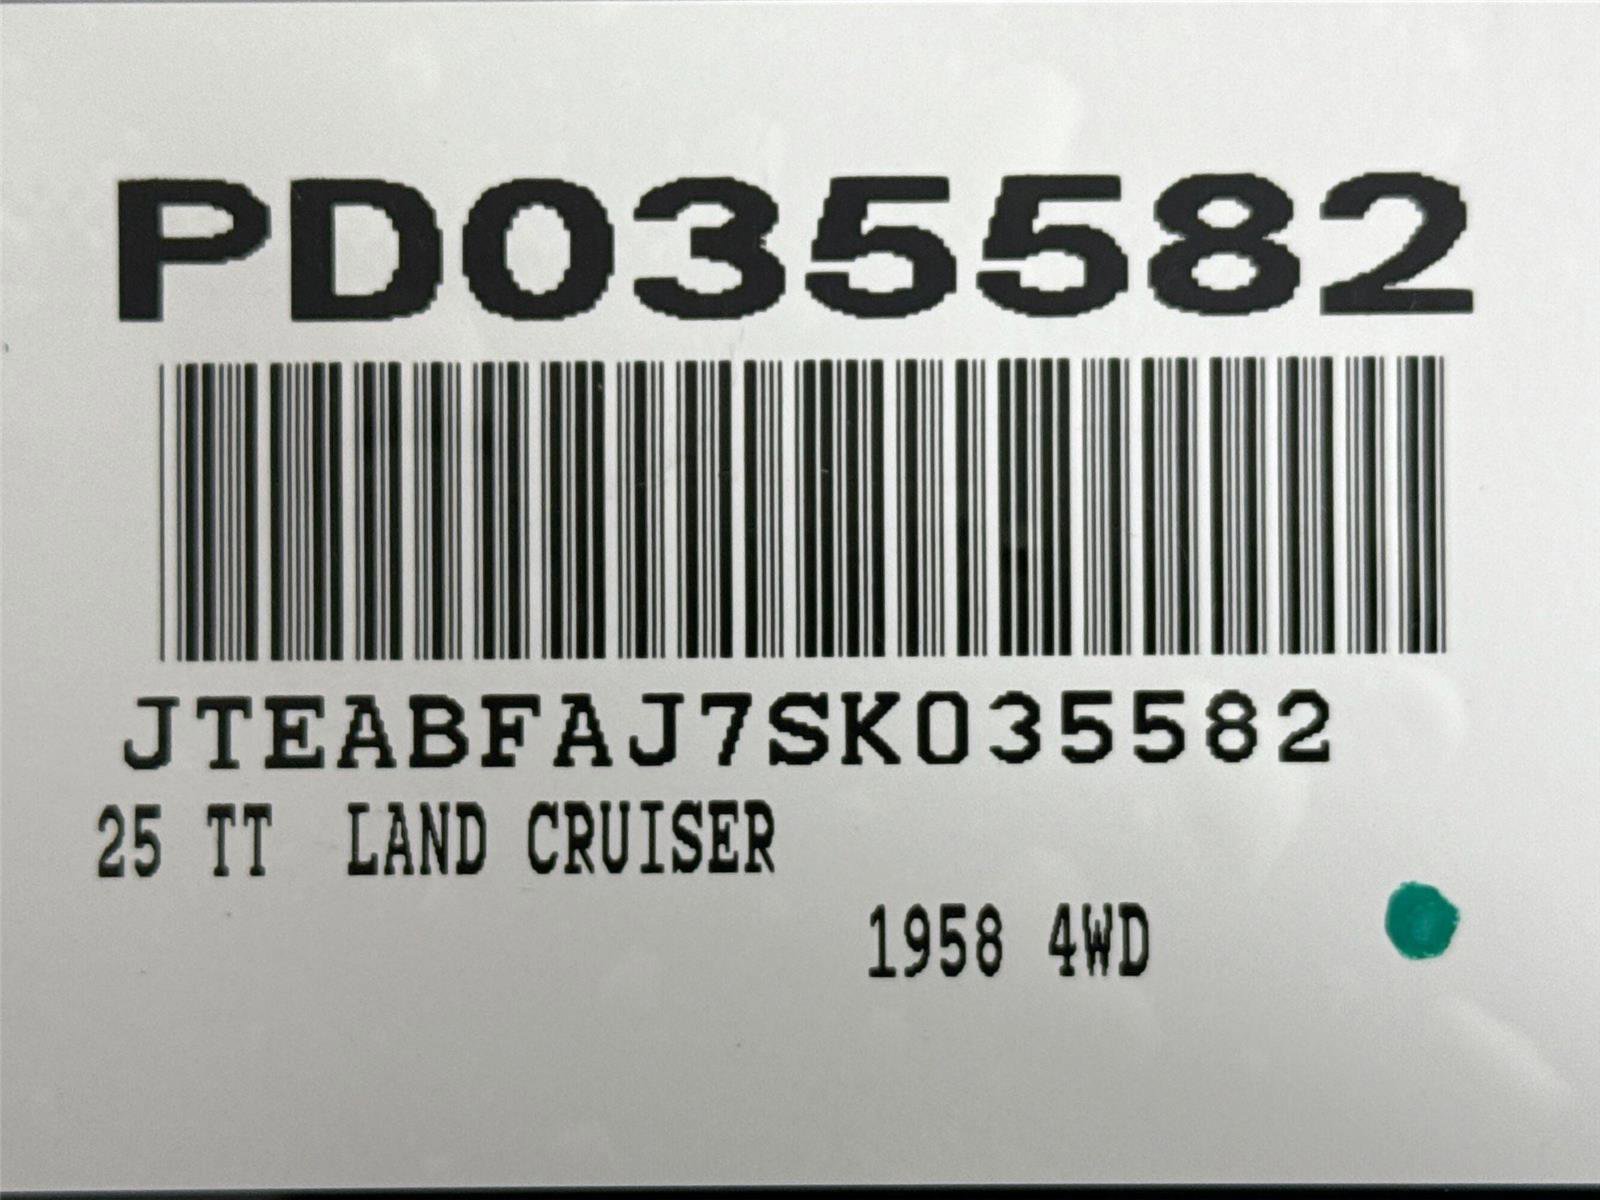 PD035582
JTEABFAJ7SK035582
25 TT LAND CRUISER
1958 4WD